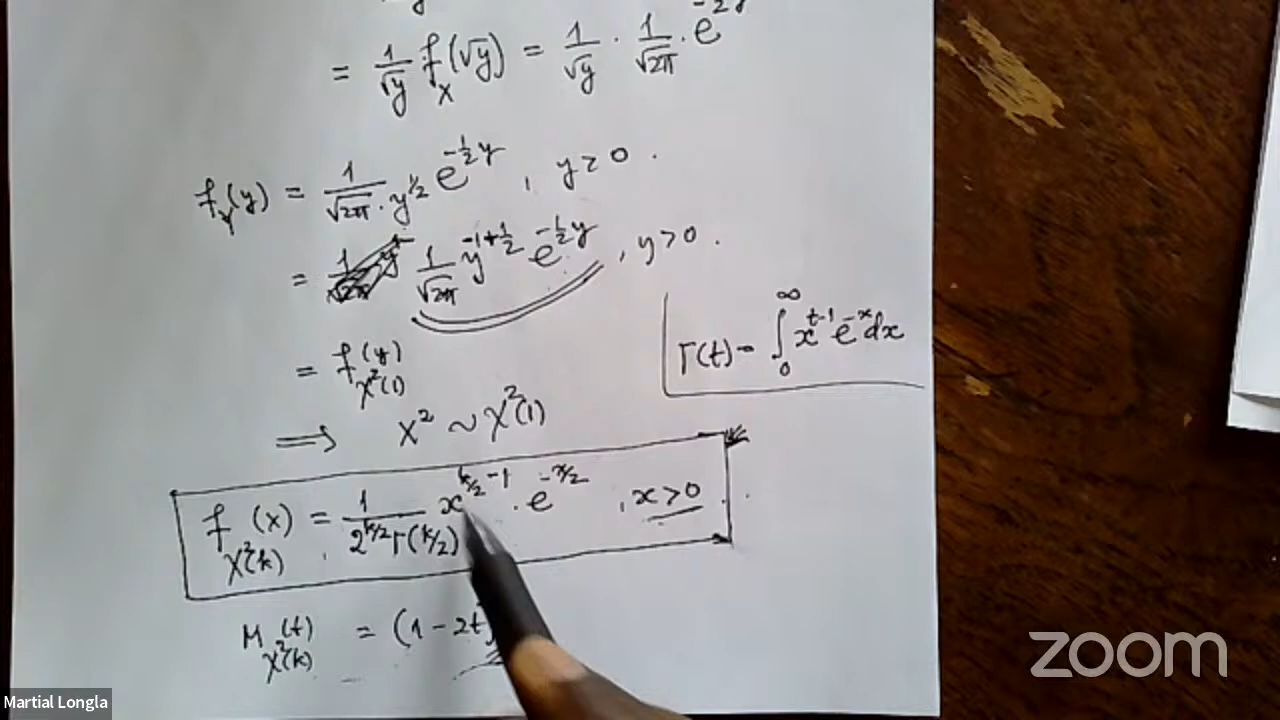 = 1/√y f_X(√y) = 1/√y · 1/√2π · e^{-½y}
f_Y(y) = 1/(√2π · y^{1/2}) e^{-½y} , y ≥ 0 .
= 1/√2π y^{-1+½} e^{-½y} , y > 0 .
= f_{χ²(1)}(y)
Γ(t) = ∫_0^∞ x^{t-1} e^{-x} dx
⟹ X² ~ χ²(1)
f_{χ²(k)}(x) = 1/(2^{k/2} Γ(k/2)) x^{k/2 - 1} · e^{-x/2} , x > 0 .
M_{χ²(k)}(t) = (1 - 2t)
zoom
Martial Longla